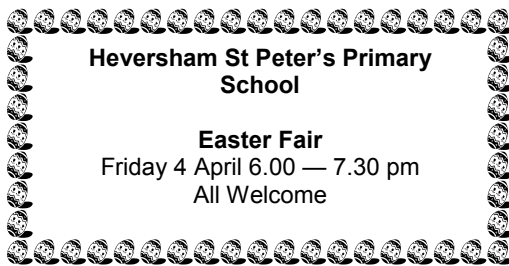 Heversham St Peter’s Primary
School
Easter Fair
Friday 4 April 6.00 — 7.30 pm
All Welcome